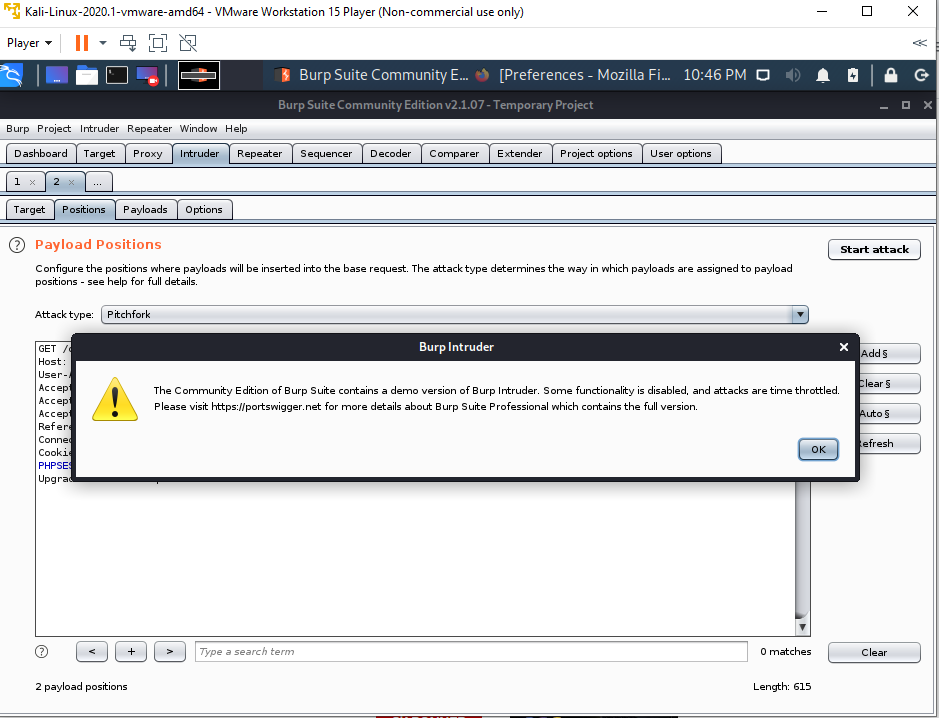 Kali-Linux-2020.1-vmware-amd64 - VMware Workstation 15 Player (Non-commercial use only)
Player
Burp Suite Community E... [Preferences - Mozilla Fi... 10:46 PM
Burp Suite Community Edition v2.1.07 - Temporary Project
Burp Project Intruder Repeater Window Help
Dashboard Target Proxy Intruder Repeater Sequencer Decoder Comparer Extender Project options User options
1 × 2 × ...
Target Positions Payloads Options
? Payload Positions
Start attack
Configure the positions where payloads will be inserted into the base request. The attack type determines the way in which payloads are assigned to payload
positions - see help for full details.
Attack type: Pitchfork
GET /
Host:
User-
Accep
Accep
Accep
Refere
Conne
Cookie
PHPSES
Upgra
Add §
Clear §
Auto §
Refresh
Burp Intruder
The Community Edition of Burp Suite contains a demo version of Burp Intruder. Some functionality is disabled, and attacks are time throttled.
Please visit https://portswigger.net for more details about Burp Suite Professional which contains the full version.
OK
? < + > Type a search term 0 matches Clear
2 payload positions Length: 615